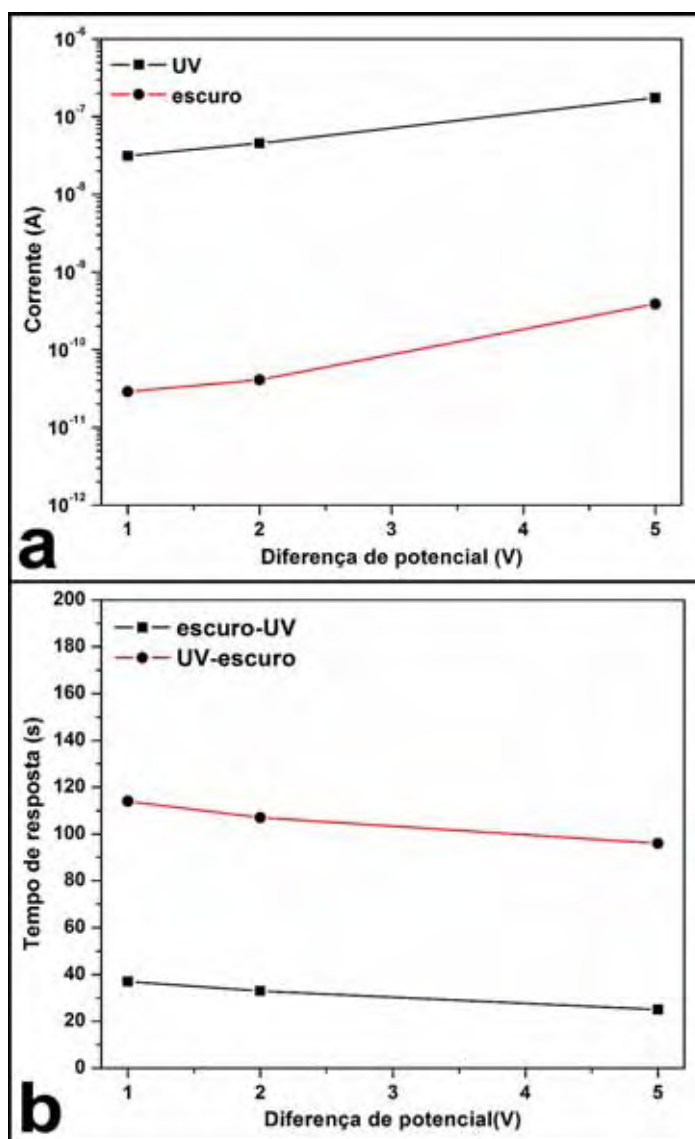 10⁻⁶
UV
escuro
10⁻⁷
10⁻⁸
10⁻⁹
10⁻¹⁰
10⁻¹¹
10⁻¹²
Corrente (A)
1 2 3 4 5
Diferença de potencial (V)
a
200
180
160
140
120
100
80
60
40
20
0
escuro-UV
UV-escuro
Tempo de resposta (s)
1 2 3 4 5
Diferença de potencial(V)
b